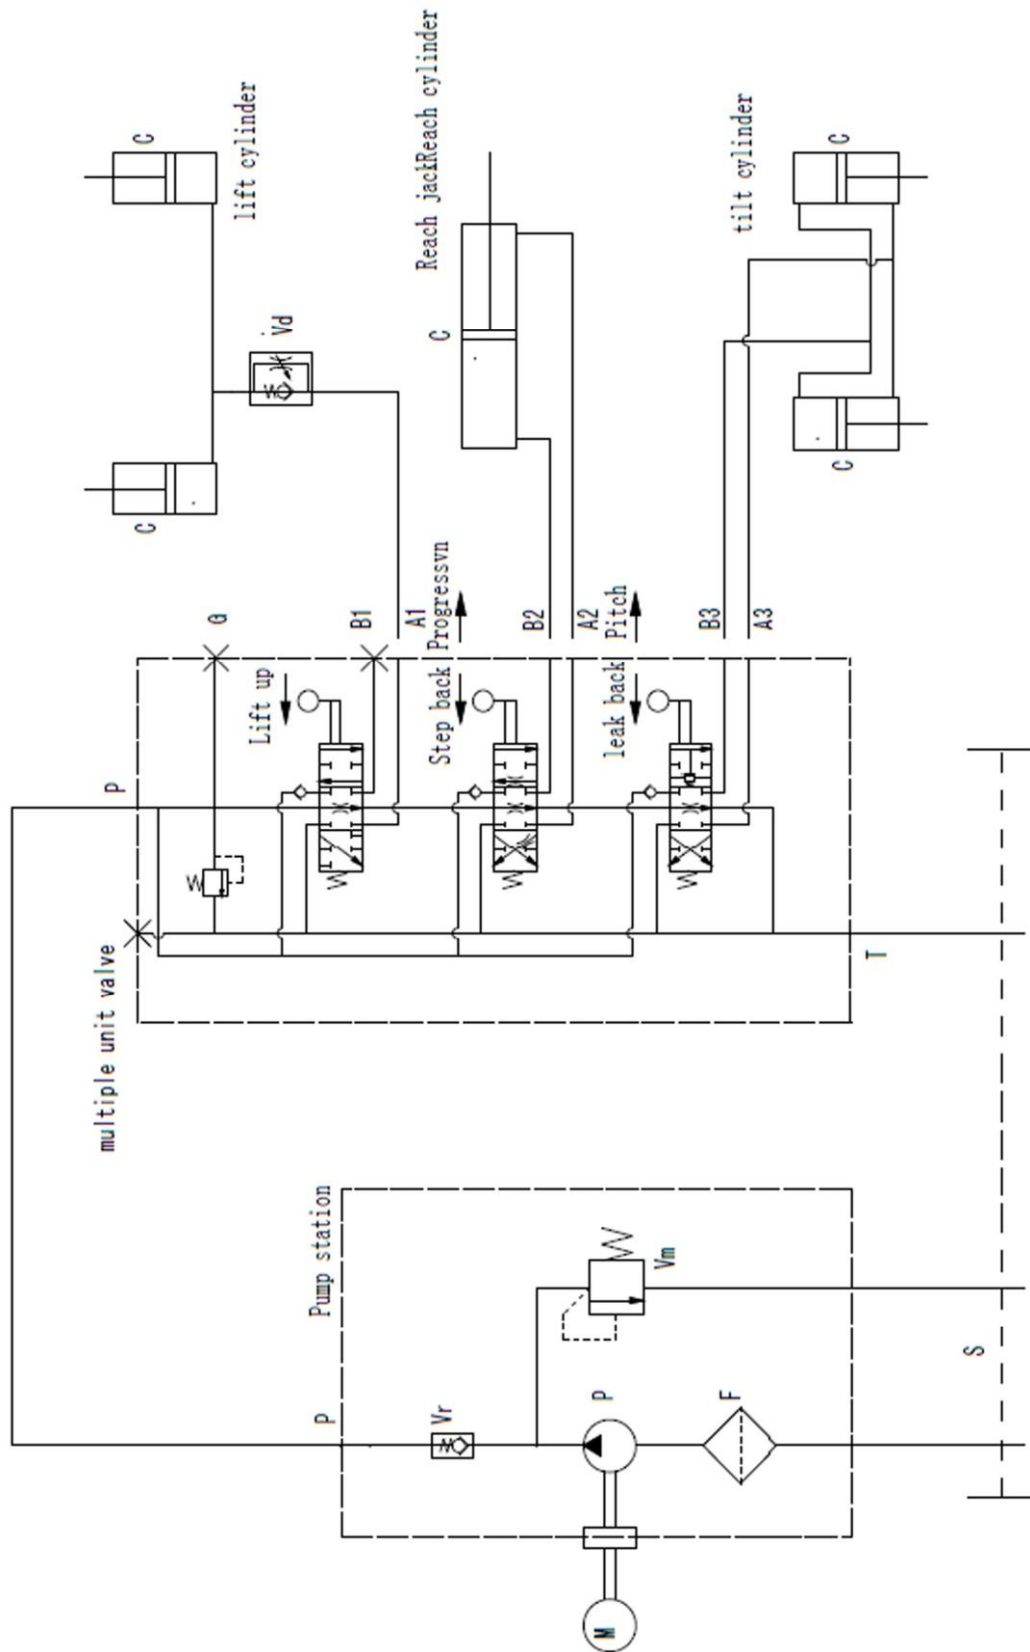 C
lift cylinder
C
Vd
Reach jackReach cylinder
C
tilt cylinder
C
C
G
B1
A1
Lift up
Step back
Progressvn
B2
A2
leak back
Pitch
B3
A3
P
multiple unit valve
T
Pump station
P
Vr
P
F
Vm
S
M